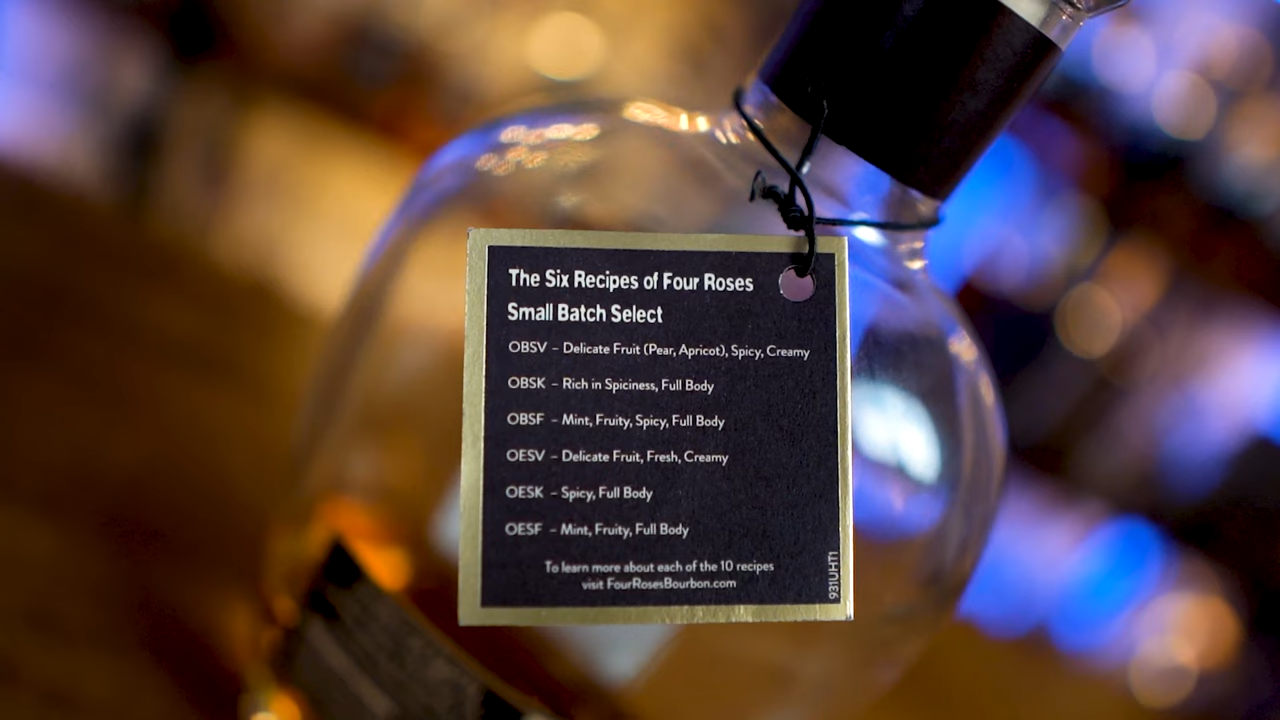 The Six Recipes of Four Roses
Small Batch Select
OBSV – Delicate Fruit (Pear, Apricot), Spicy, Creamy
OBSK – Rich in Spiciness, Full Body
OBSF – Mint, Fruity, Spicy, Full Body
OESV – Delicate Fruit, Fresh, Creamy
OESK – Spicy, Full Body
OESF – Mint, Fruity, Full Body
To learn more about each of the 10 recipes
visit FourRosesBourbon.com
931UHT1